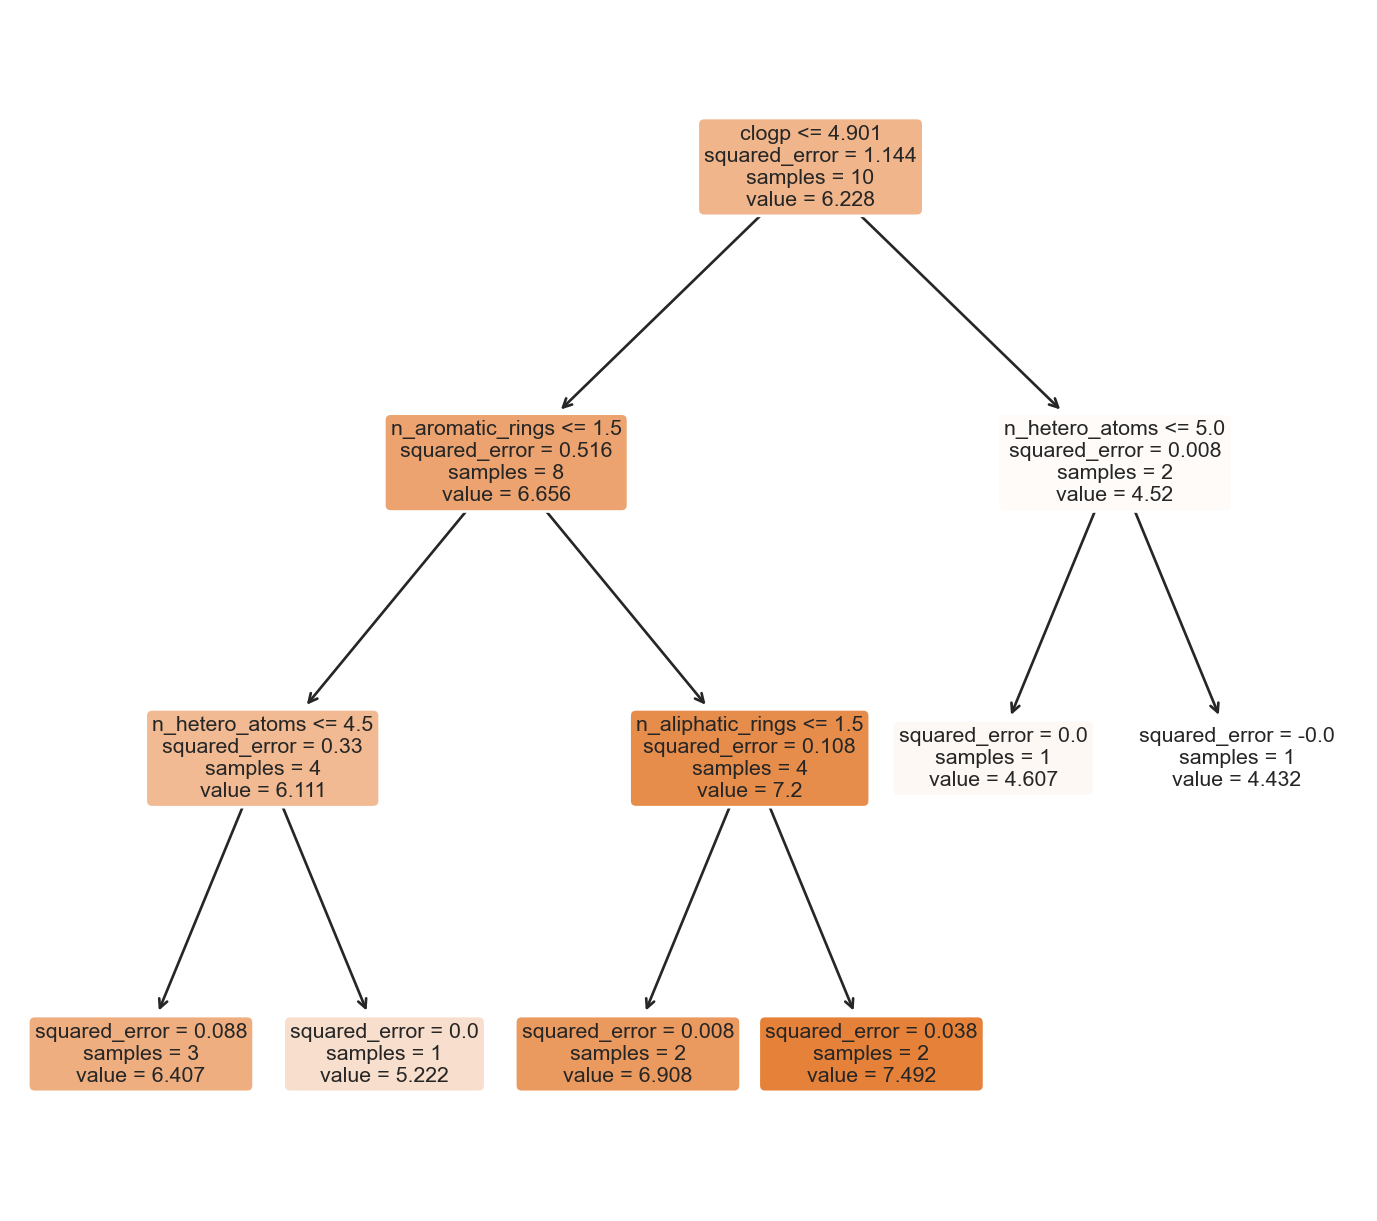 clogp <= 4.901
squared_error = 1.144
samples = 10
value = 6.228
n_aromatic_rings <= 1.5
squared_error = 0.516
samples = 8
value = 6.656
n_hetero_atoms <= 5.0
squared_error = 0.008
samples = 2
value = 4.52
n_hetero_atoms <= 4.5
squared_error = 0.33
samples = 4
value = 6.111
n_aliphatic_rings <= 1.5
squared_error = 0.108
samples = 4
value = 7.2
squared_error = 0.0
samples = 1
value = 4.607
squared_error = -0.0
samples = 1
value = 4.432
squared_error = 0.088
samples = 3
value = 6.407
squared_error = 0.0
samples = 1
value = 5.222
squared_error = 0.008
samples = 2
value = 6.908
squared_error = 0.038
samples = 2
value = 7.492